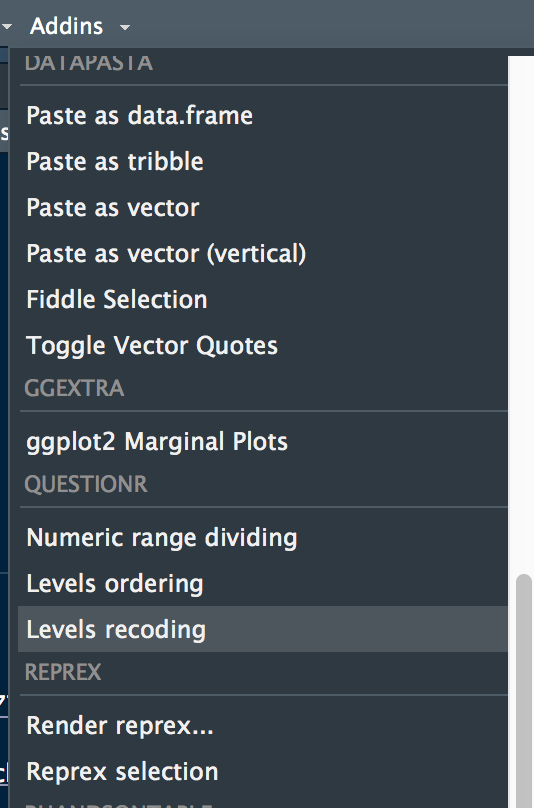 Addins
DATAPASTA
Paste as data.frame
Paste as tribble
Paste as vector
Paste as vector (vertical)
Fiddle Selection
Toggle Vector Quotes
GGEXTRA
ggplot2 Marginal Plots
QUESTIONR
Numeric range dividing
Levels ordering
Levels recoding
REPREX
Render reprex...
Reprex selection
RHANDSONTABLE